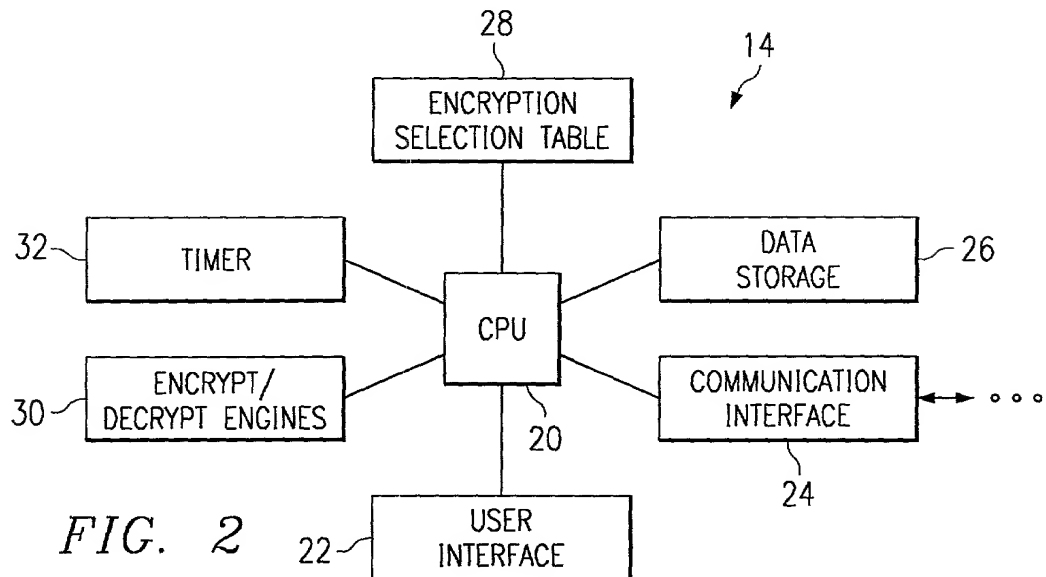 28
14
ENCRYPTION
SELECTION TABLE
32
TIMER
DATA
STORAGE
26
CPU
30
ENCRYPT/
DECRYPT ENGINES
COMMUNICATION
INTERFACE
20
24
FIG. 2
22
USER
INTERFACE